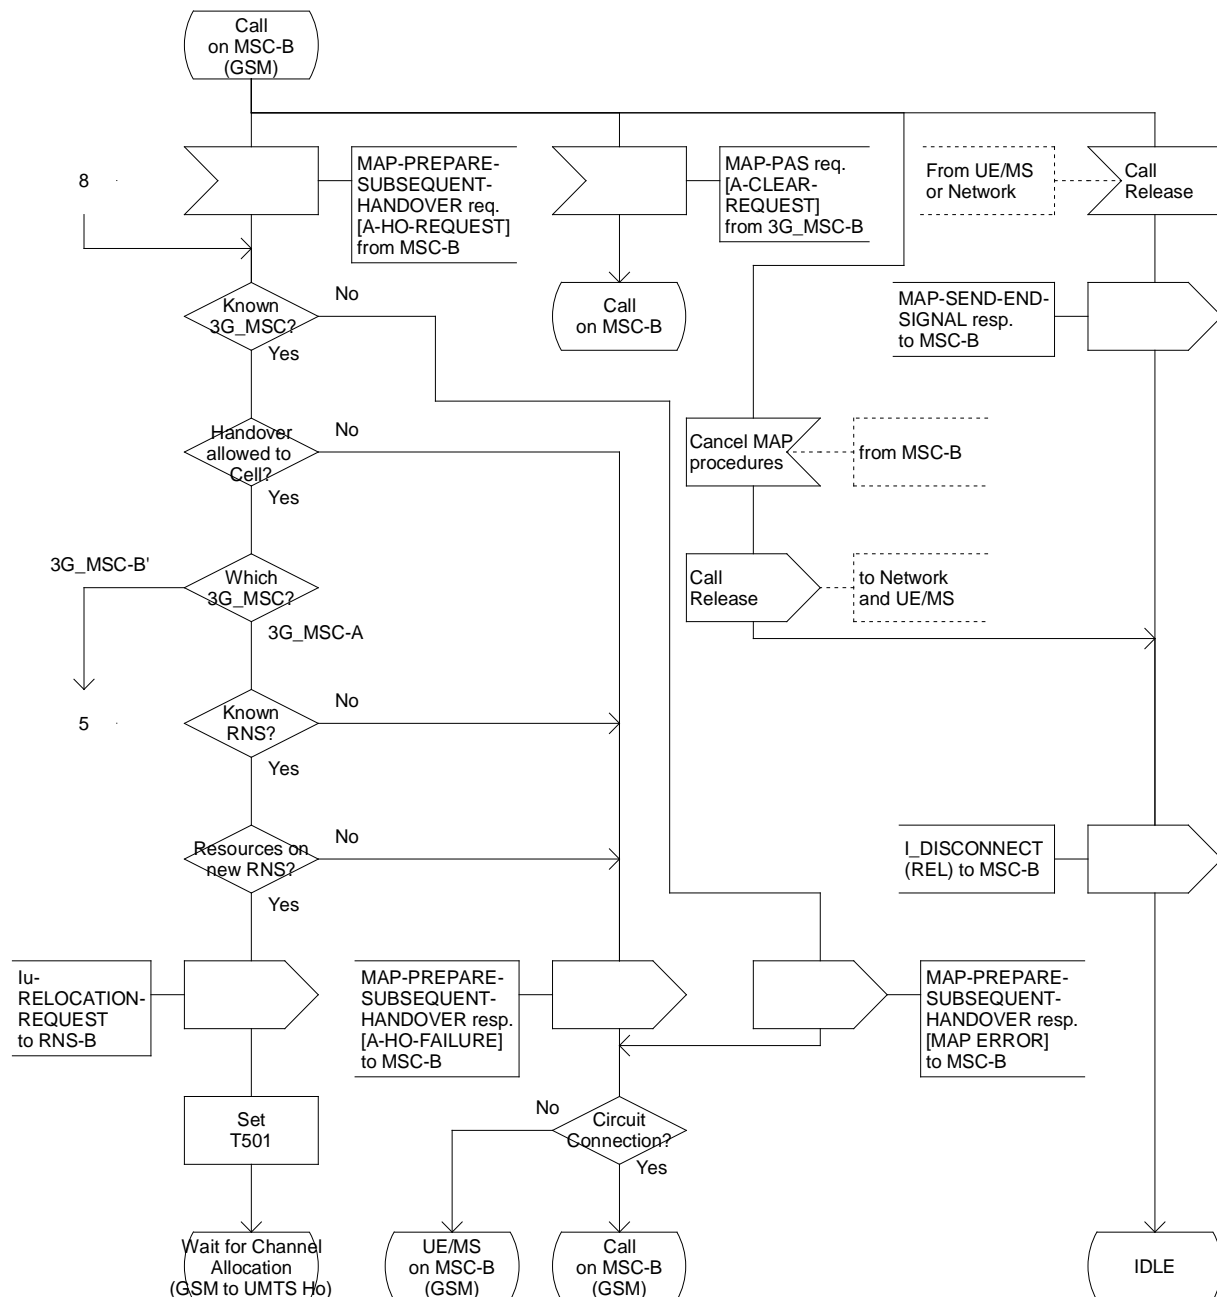 Call
on MSC-B
(GSM)
8
MAP-PREPARE-
SUBSEQUENT-
HANDOVER req.
[A-HO-REQUEST]
from MSC-B
MAP-PAS req.
[A-CLEAR-
REQUEST]
from 3G_MSC-B
From UE/MS
or Network
Call
Release
Known
3G_MSC?
No
Yes
Call
on MSC-B
MAP-SEND-END-
SIGNAL resp.
to MSC-B
Handover
allowed to
Cell?
No
Yes
Cancel MAP
procedures
from MSC-B
3G_MSC-B'
Which
3G_MSC?
3G_MSC-A
Call
Release
to Network
and UE/MS
5
Known
RNS?
No
Yes
Resources on
new RNS?
No
Yes
I_DISCONNECT
(REL) to MSC-B
Iu-
RELOCATION-
REQUEST
to RNS-B
MAP-PREPARE-
SUBSEQUENT-
HANDOVER resp.
[A-HO-FAILURE]
to MSC-B
MAP-PREPARE-
SUBSEQUENT-
HANDOVER resp.
[MAP ERROR]
to MSC-B
Set
T501
No
Circuit
Connection?
Yes
Wait for Channel
Allocation
(GSM to UMTS Ho)
UE/MS
on MSC-B
(GSM)
Call
on MSC-B
(GSM)
IDLE